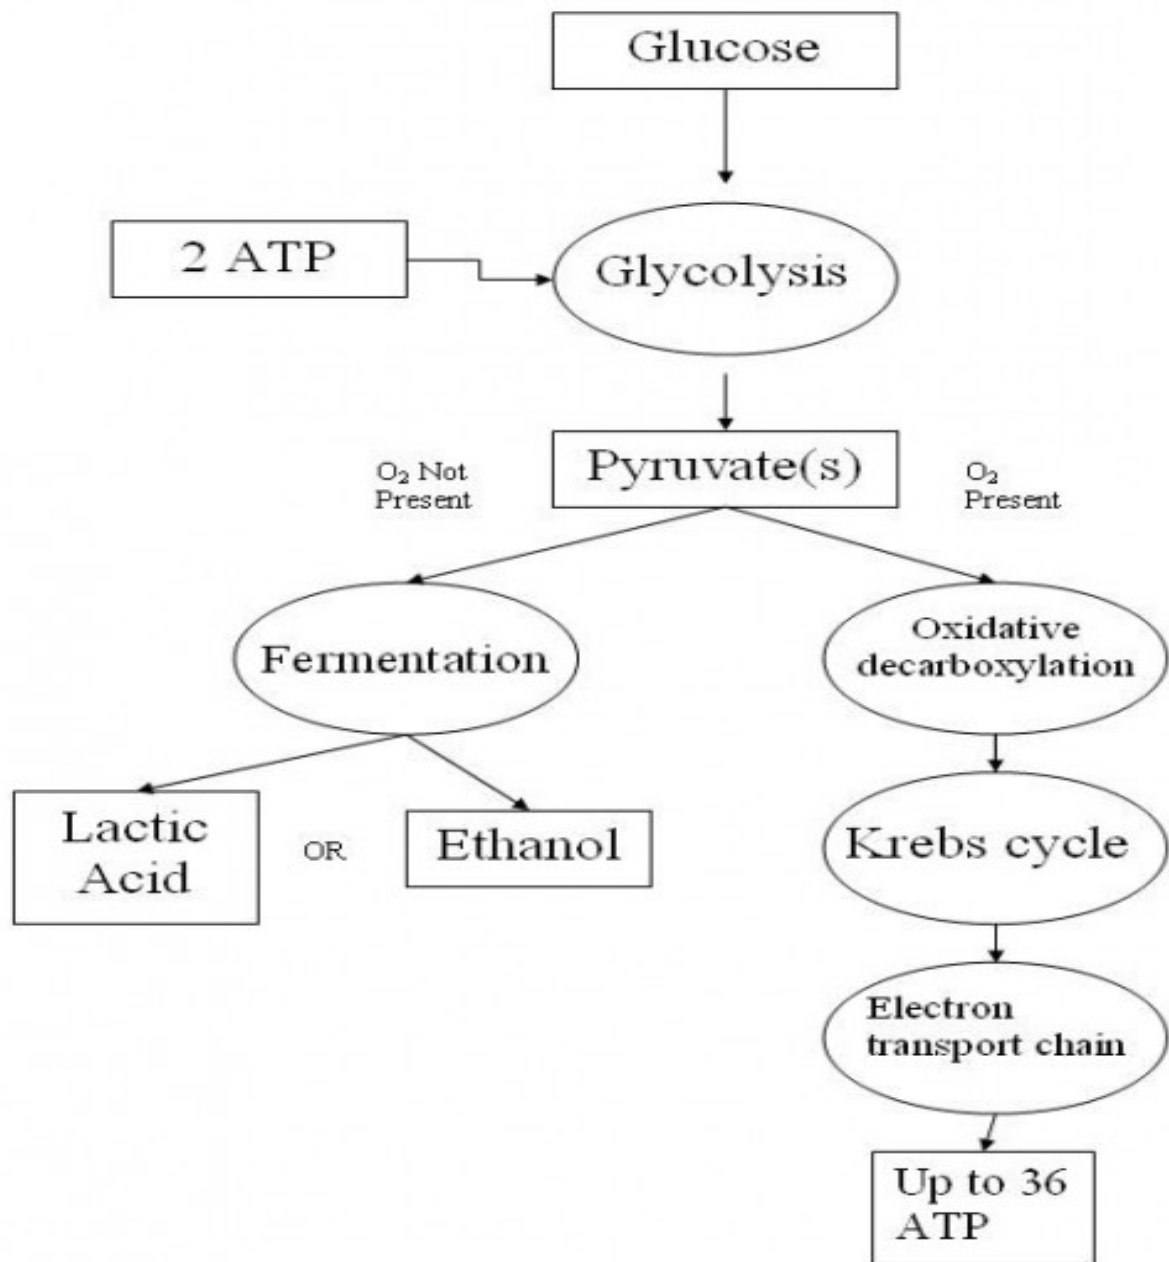 Glucose
2 ATP
Glycolysis
O₂ Not
Present
Pyruvate(s)
O₂
Present
Fermentation
Oxidative
decarboxylation
Lactic
Acid
OR
Ethanol
Krebs cycle
Electron
transport chain
Up to 36
ATP